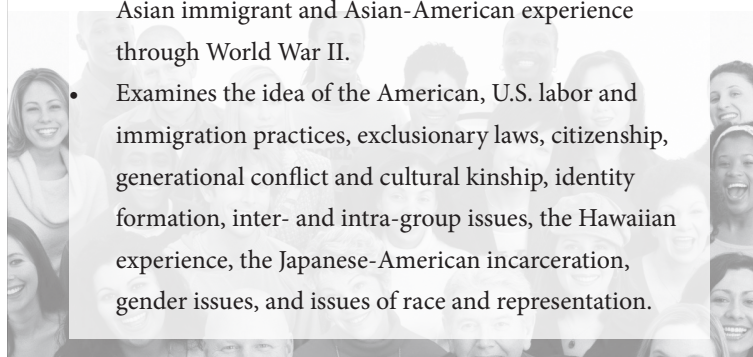 Asian immigrant and Asian-American experience
through World War II.
• Examines the idea of the American, U.S. labor and
immigration practices, exclusionary laws, citizenship,
generational conflict and cultural kinship, identity
formation, inter- and intra-group issues, the Hawaiian
experience, the Japanese-American incarceration,
gender issues, and issues of race and representation.